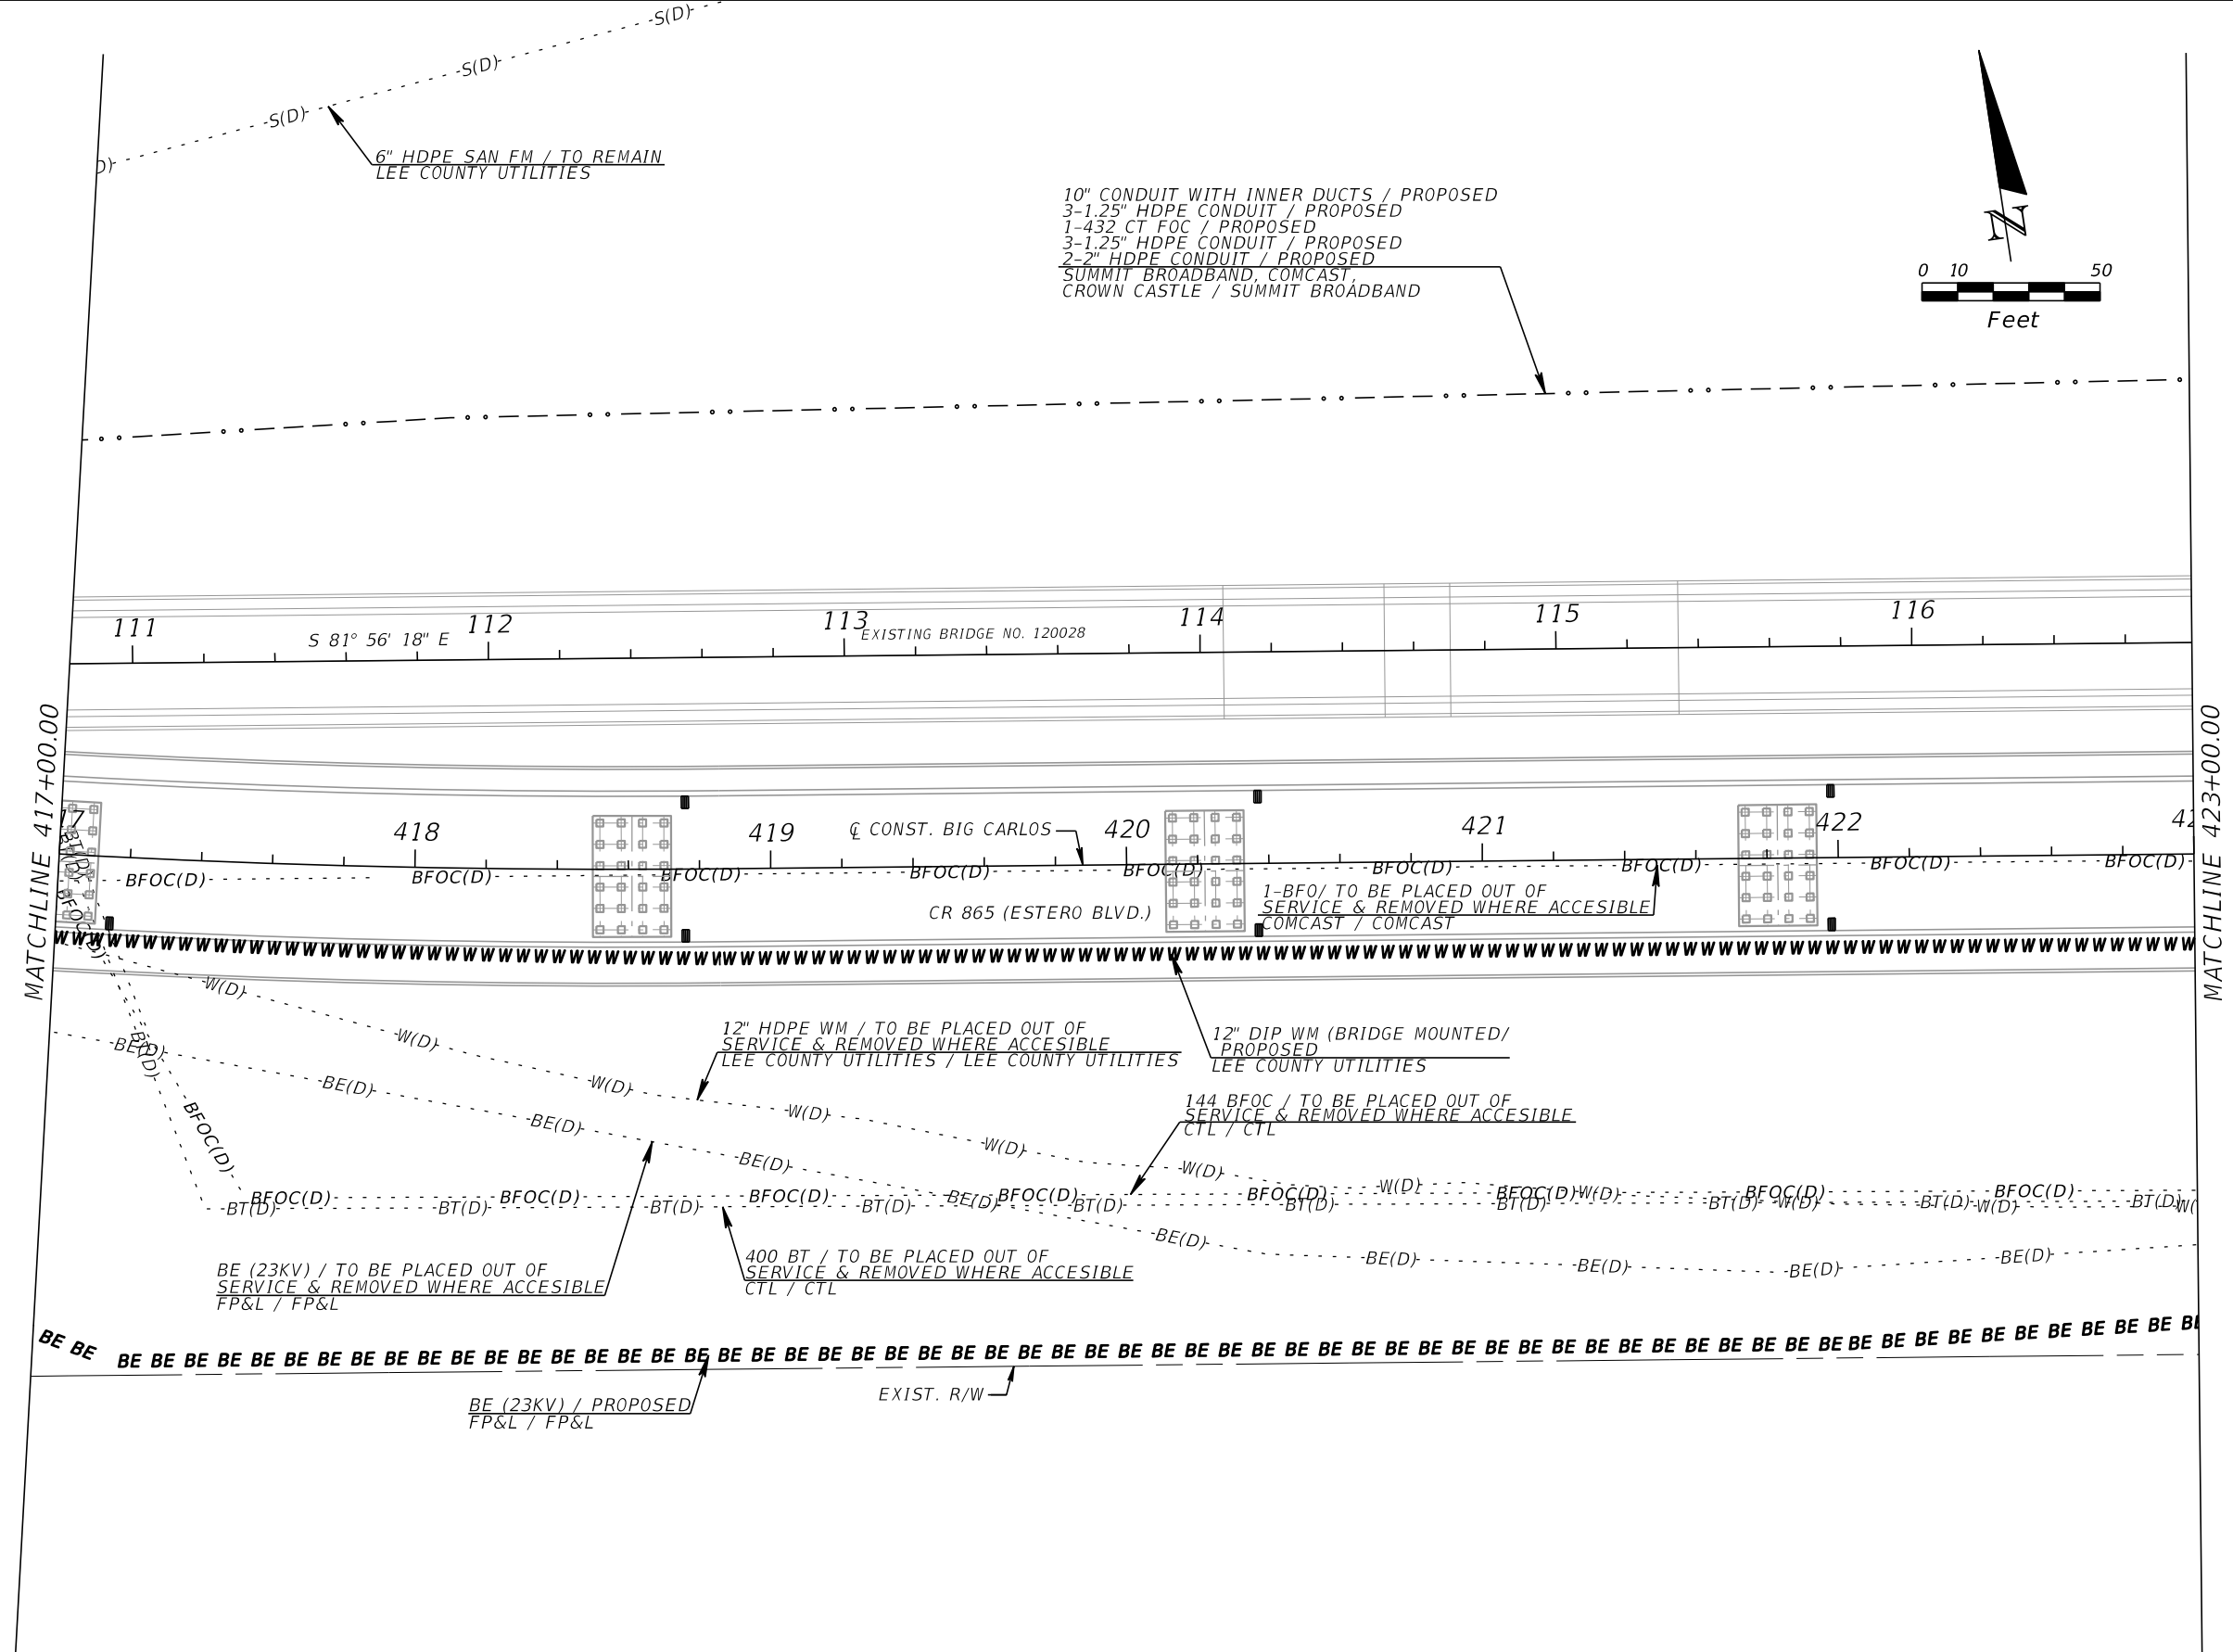 S(D)
S(D)
S(D)
D)
6" HDPE SAN FM / TO REMAIN
LEE COUNTY UTILITIES
10" CONDUIT WITH INNER DUCTS / PROPOSED
3-1.25" HDPE CONDUIT / PROPOSED
1-432 CT FOC / PROPOSED
3-1.25" HDPE CONDUIT / PROPOSED
2-2" HDPE CONDUIT / PROPOSED
SUMMIT BROADBAND, COMCAST,
CROWN CASTLE / SUMMIT BROADBAND
N
0 10 50
Feet
111 112 113 114 115 116
S 81° 56' 18" E
EXISTING BRIDGE NO. 120028
MATCHLINE 417+00.00
MATCHLINE 423+00.00
17 418 419 420 421 422 42
℄ CONST. BIG CARLOS
BFOC(D) BFOC(D) BFOC(D) BFOC(D) BFOC(D) BFOC(D) BFOC(D) BFOC(D) BFOC(D)
BT(D)
CR 865 (ESTERO BLVD.)
1-BFO/ TO BE PLACED OUT OF
SERVICE & REMOVED WHERE ACCESIBLE
COMCAST / COMCAST
W W W W W W W W W W W W W W W W W W W W W W W W W W W W W W W W W W W W W W W W W W W W W W W W W W W W W W W W W W W W W W W W W W W W W W W W W W W W W W W W W W W W W W W W W W W W W W W W W W W W W W W W W W W W W W W W W W W W W W W W
W(D) W(D) W(D) W(D) W(D) W(D) W(D) W(D) W(D) W(D) W(
12" HDPE WM / TO BE PLACED OUT OF
SERVICE & REMOVED WHERE ACCESIBLE
LEE COUNTY UTILITIES / LEE COUNTY UTILITIES
12" DIP WM (BRIDGE MOUNTED/
PROPOSED
LEE COUNTY UTILITIES
144 BFOC / TO BE PLACED OUT OF
SERVICE & REMOVED WHERE ACCESIBLE
CTL / CTL
BE(D) BE(D) BE(D) BE(D) BE(D) BE(D) BE(D) BE(D) BE(D) BE(D)
BT(D)
BFOC(D)
BFOC(D) BFOC(D) BFOC(D) BFOC(D) BFOC(D) BFOC(D) BFOC(D) BFOC(D)
BT(D) BT(D) BT(D) BT(D) BT(D) BT(D) BT(D) BT(D) BT(D) BT(D)
BE (23KV) / TO BE PLACED OUT OF
SERVICE & REMOVED WHERE ACCESIBLE
FP&L / FP&L
400 BT / TO BE PLACED OUT OF
SERVICE & REMOVED WHERE ACCESIBLE
CTL / CTL
BE BE BE BE BE BE BE BE BE BE BE BE BE BE BE BE BE BE BE BE BE BE BE BE BE BE BE BE BE BE BE BE BE BE BE BE BE BE BE BE BE BE BE BE BE BE BE BE BE BE BE BE BE BE BE BE BE BE BE BE BE BE BE BE BE
BE (23KV) / PROPOSED
FP&L / FP&L
EXIST. R/W